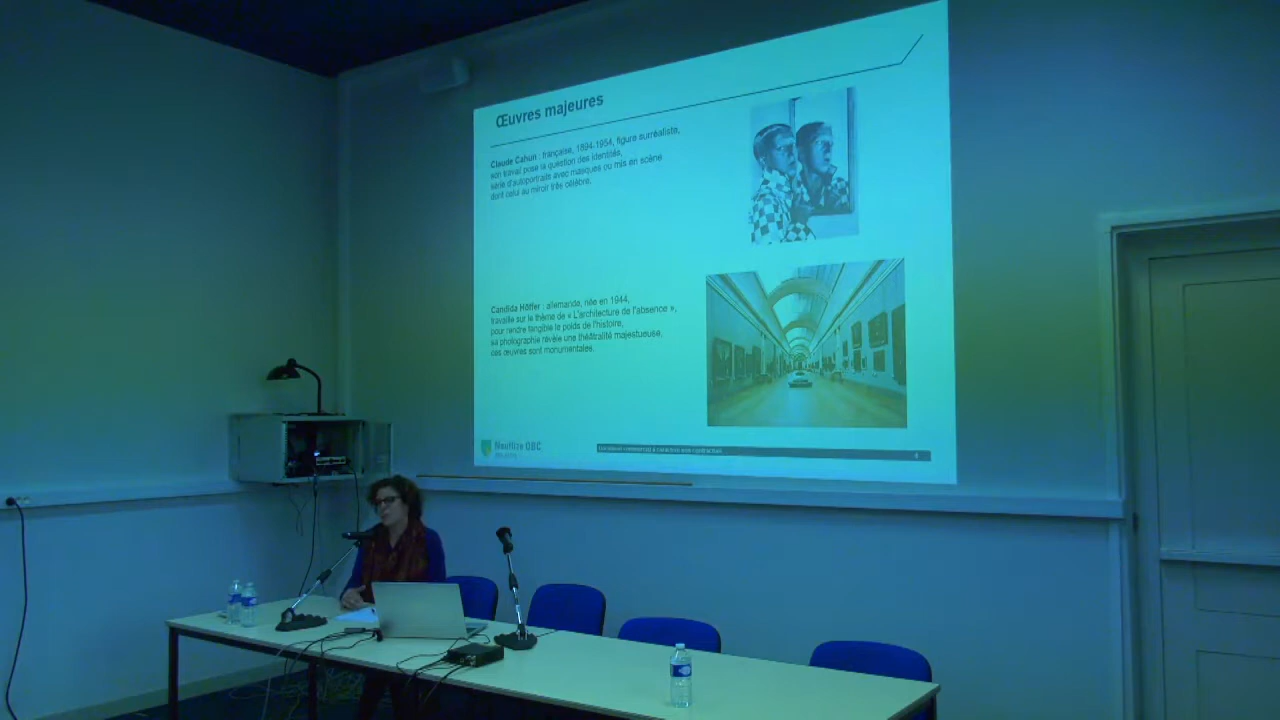 Œuvres majeures
Claude Cahun : française, 1894-1954, figure surréaliste,
son travail pose la question des identités,
série d'autoportraits avec masques ou mis en scène
dont celui au miroir très célèbre.
Candida Höfer : allemande, née en 1944,
travaille sur le thème de « L'architecture de l'absence »,
pour rendre tangible le poids de l'histoire,
sa photographie révèle une théâtralité majestueuse,
ces œuvres sont monumentales.
Neuflize OBC